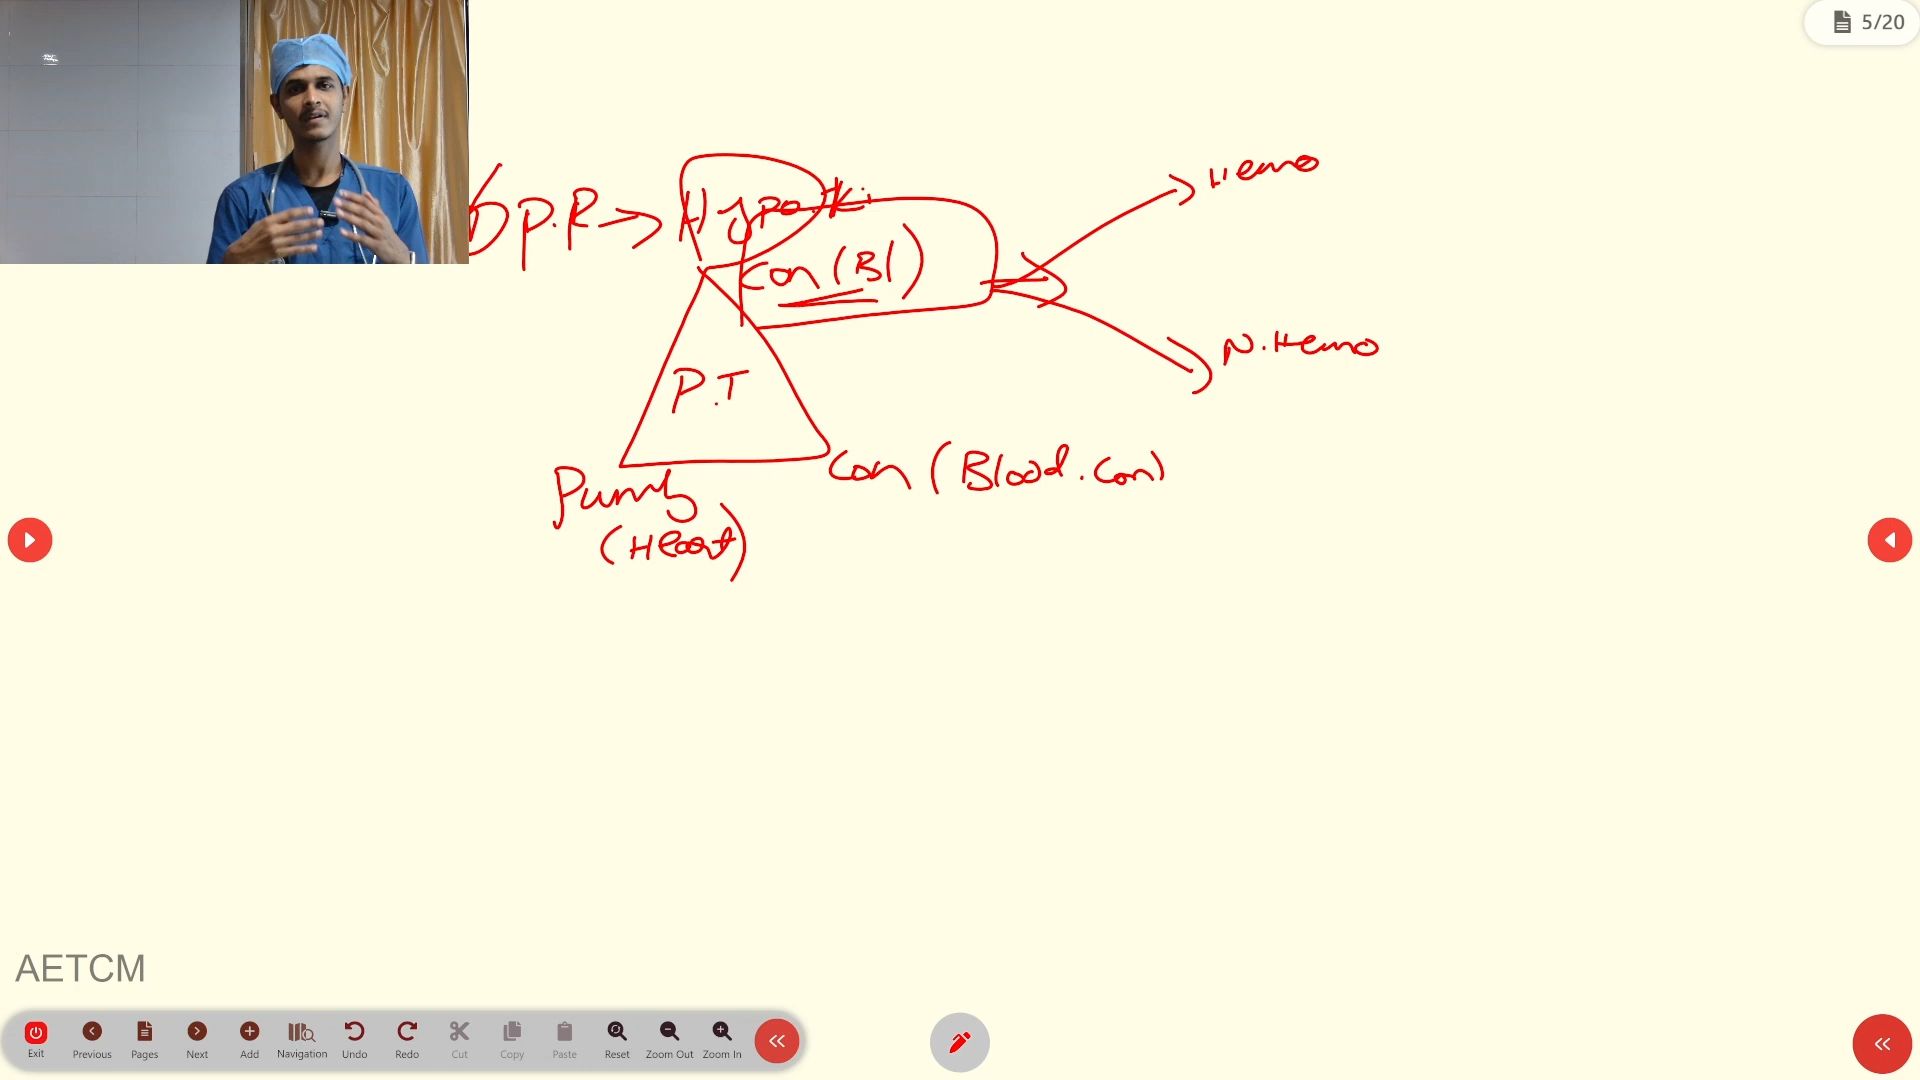 5/20
P.R → Hypo.Ki.
Con (Bl)
Hemo
N.Hemo
P.T
Pump
(Heart)
Con (Blood.Con)
AETCM
Exit Previous Pages Next Add Navigation Undo Redo Cut Copy Paste Reset Zoom Out Zoom In